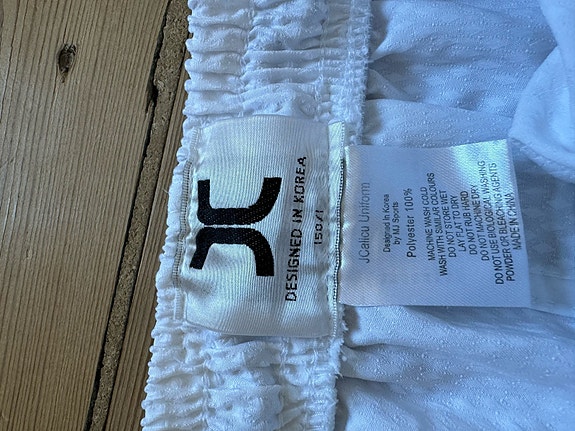 JC
DESIGNED IN KOREA
150/1
JCalicu Uniform
Designed In Korea
by MJ Sports
Polyester 100%
MACHINE WASH COLD
WASH WITH SIMILAR COLOURS
DO NOT STORE WET
LAY FLAT TO DRY
DO NOT RUB HARD
DO NOT MACHINE DRY
DO NOT USE BIOLOGICAL WASHING
POWDER OR BLEACHING AGENTS
MADE IN CHINA